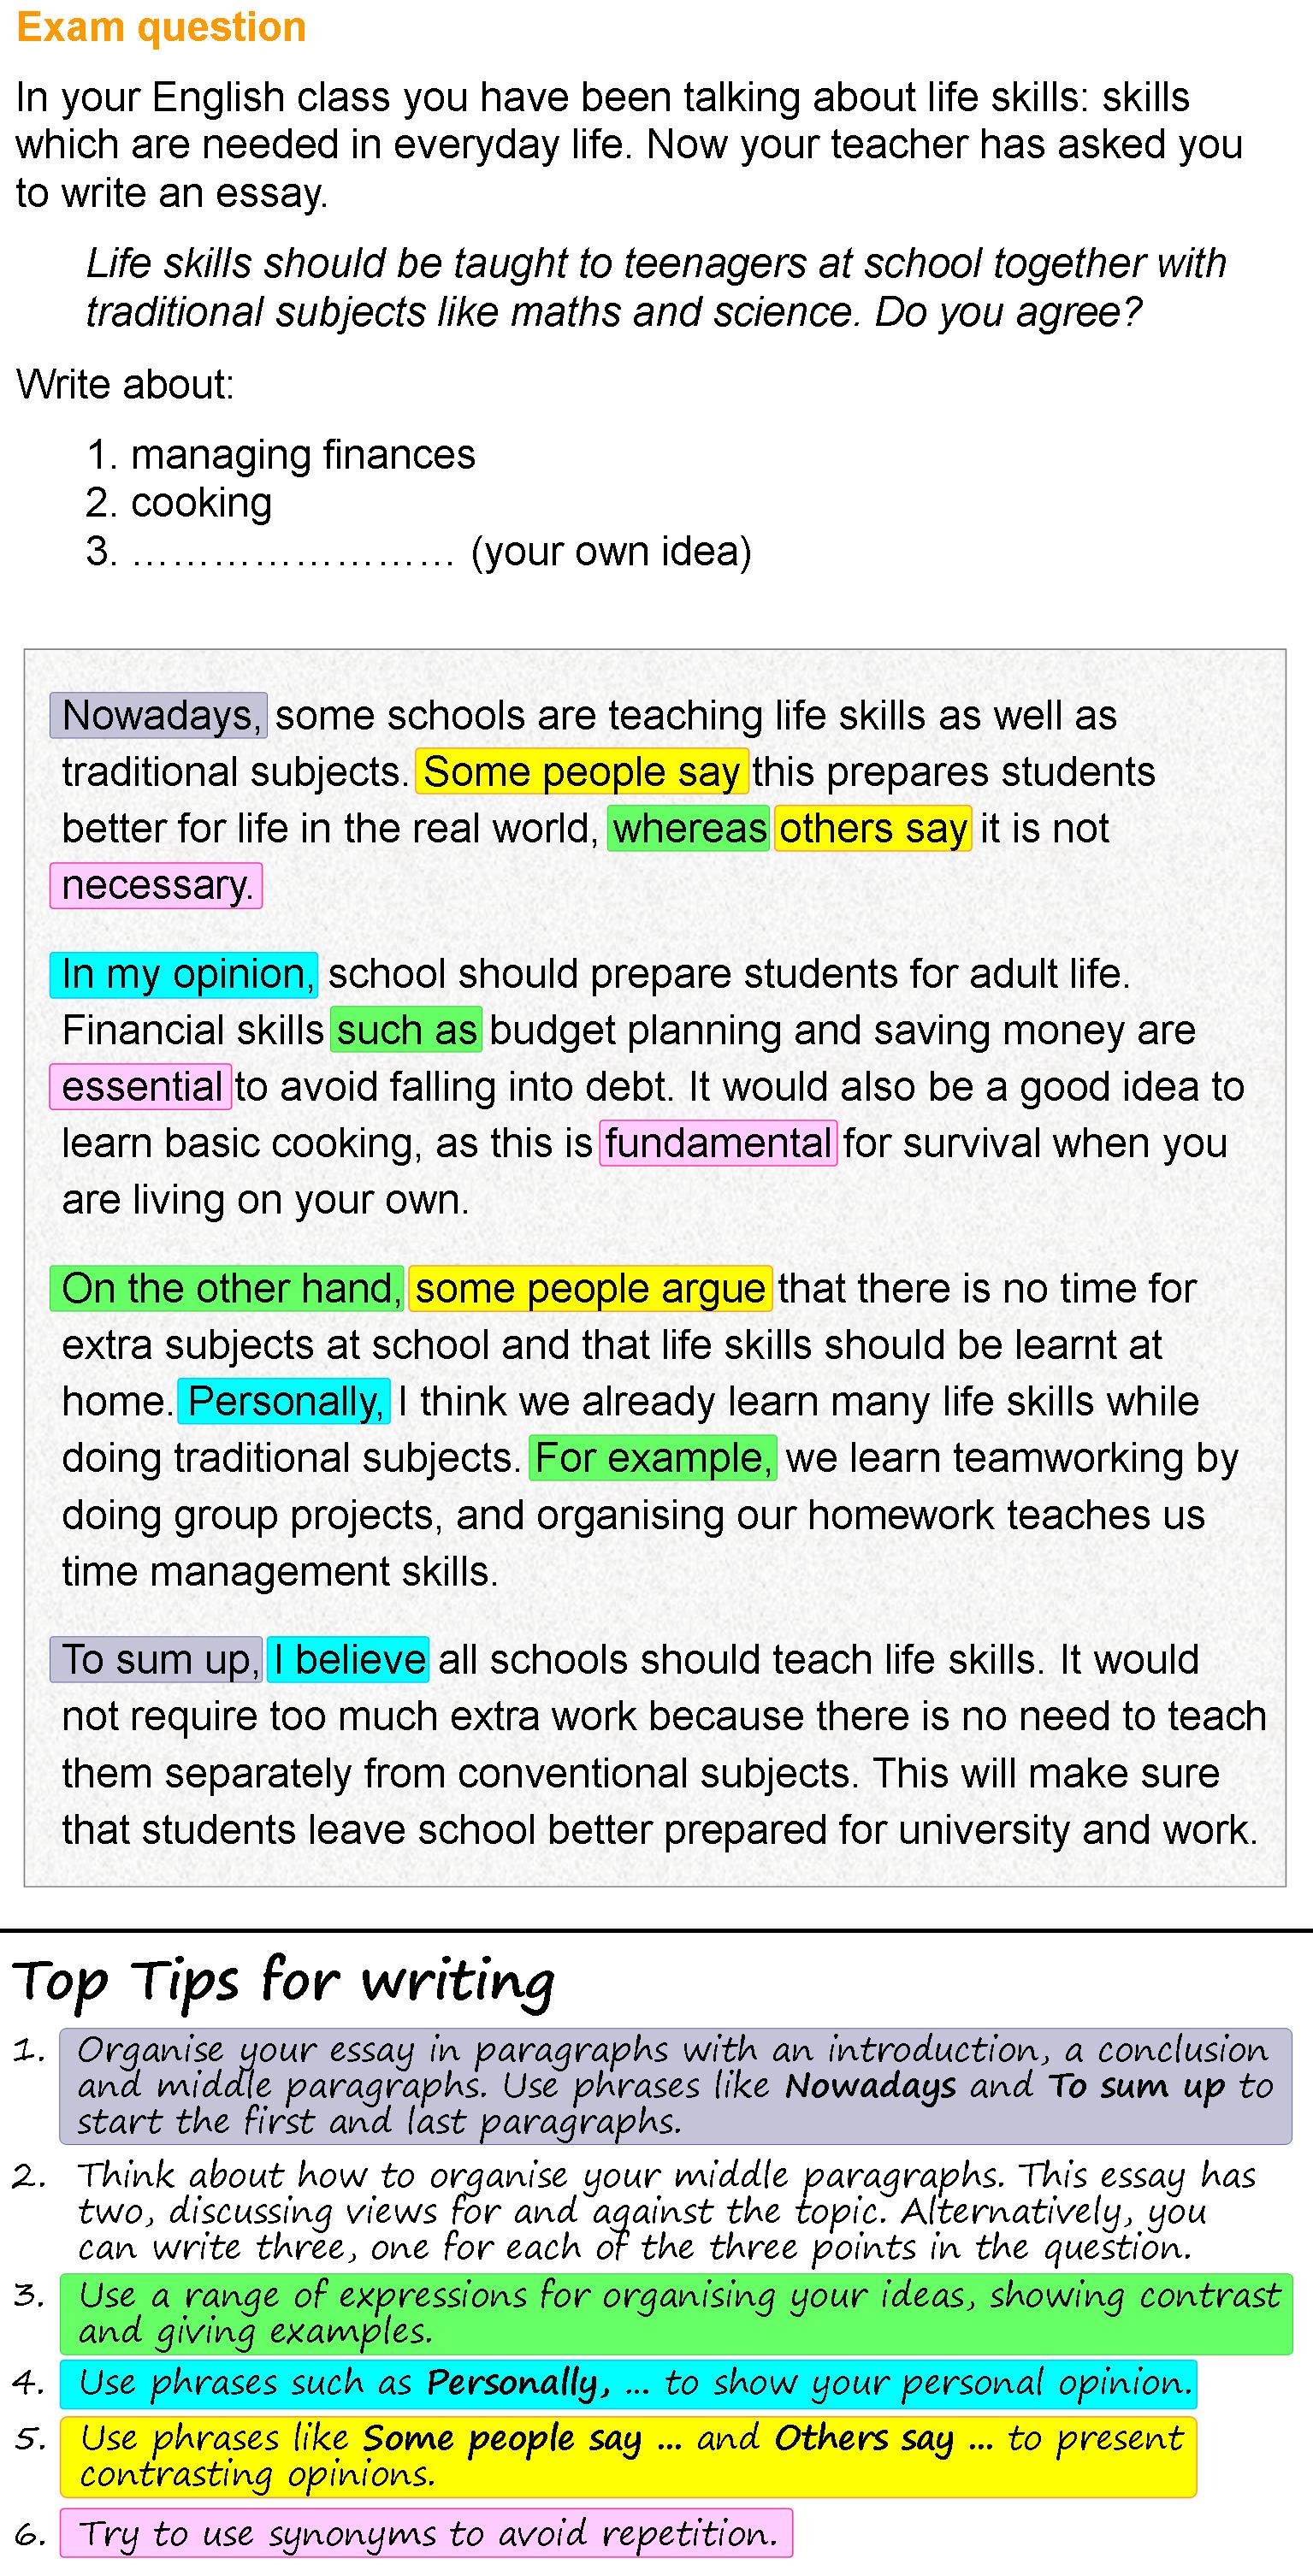 Exam question
In your English class you have been talking about life skills: skills
which are needed in everyday life. Now your teacher has asked you
to write an essay.
Life skills should be taught to teenagers at school together with
traditional subjects like maths and science. Do you agree?
Write about:
1. managing finances
2. cooking
3. …………………… (your own idea)
Nowadays, some schools are teaching life skills as well as
traditional subjects. Some people say this prepares students
better for life in the real world, whereas others say it is not
necessary.
In my opinion, school should prepare students for adult life.
Financial skills such as budget planning and saving money are
essential to avoid falling into debt. It would also be a good idea to
learn basic cooking, as this is fundamental for survival when you
are living on your own.
On the other hand, some people argue that there is no time for
extra subjects at school and that life skills should be learnt at
home. Personally, I think we already learn many life skills while
doing traditional subjects. For example, we learn teamworking by
doing group projects, and organising our homework teaches us
time management skills.
To sum up, I believe all schools should teach life skills. It would
not require too much extra work because there is no need to teach
them separately from conventional subjects. This will make sure
that students leave school better prepared for university and work.
Top Tips for writing
1. Organise your essay in paragraphs with an introduction, a conclusion
and middle paragraphs. Use phrases like Nowadays and To sum up to
start the first and last paragraphs.
2. Think about how to organise your middle paragraphs. This essay has
two, discussing views for and against the topic. Alternatively, you
can write three, one for each of the three points in the question.
3. Use a range of expressions for organising your ideas, showing contrast
and giving examples.
4. Use phrases such as Personally, ... to show your personal opinion.
5. Use phrases like Some people say ... and Others say ... to present
contrasting opinions.
6. Try to use synonyms to avoid repetition.